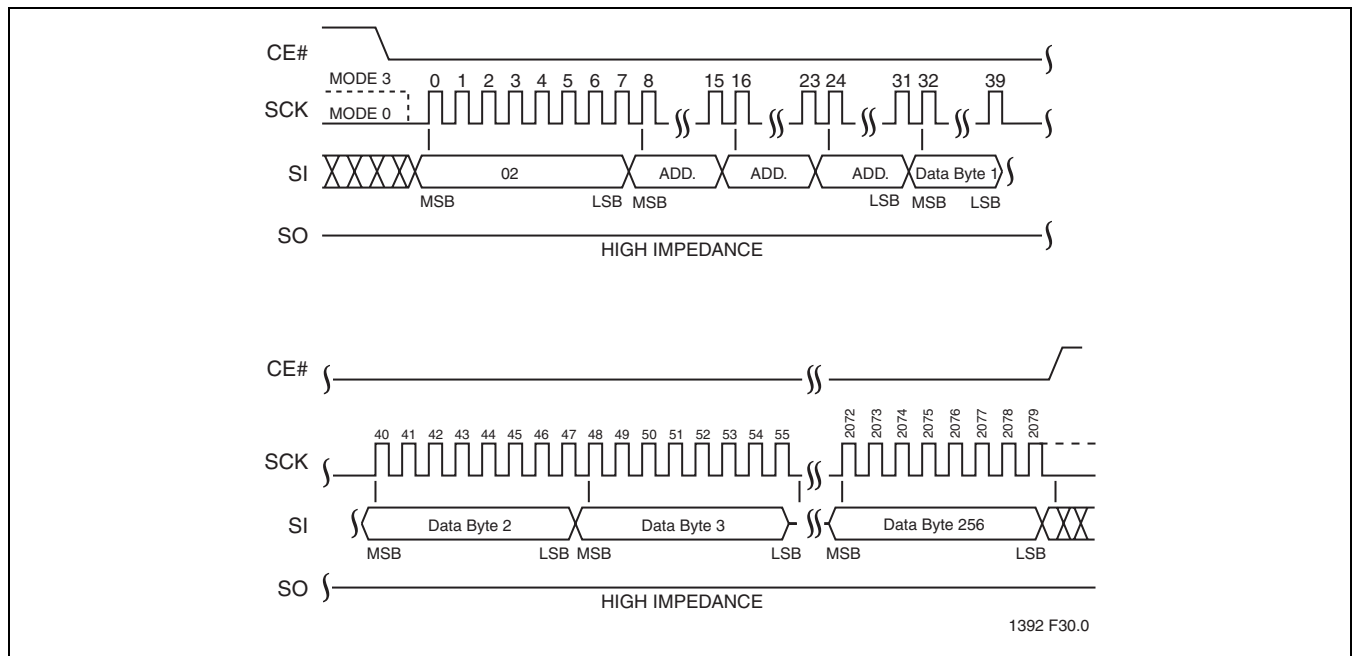 CE#
MODE 3
0 1 2 3 4 5 6 7 8 15 16 23 24 31 32 39
SCK
MODE 0
SI
02 ADD. ADD. ADD. Data Byte 1
MSB LSB MSB LSB MSB LSB
SO
HIGH IMPEDANCE
CE#
40 41 42 43 44 45 46 47 48 49 50 51 52 53 54 55 2072 2073 2074 2075 2076 2077 2078 2079
SCK
SI
Data Byte 2 Data Byte 3 Data Byte 256
MSB LSB MSB LSB MSB LSB
SO
HIGH IMPEDANCE
1392 F30.0